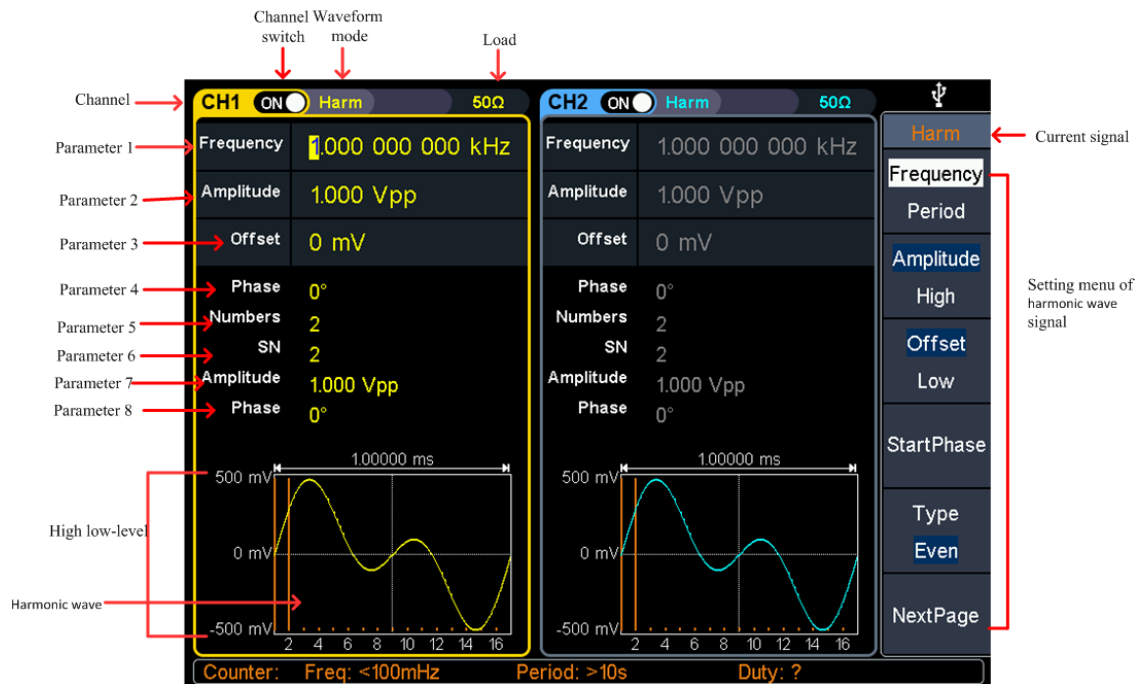 Channel switch
Waveform mode
Load
Channel
Parameter 1
Parameter 2
Parameter 3
Parameter 4
Parameter 5
Parameter 6
Parameter 7
Parameter 8
High low-level
Harmonic wave
CH1 ON Harm 50Ω
Frequency 1.000 000 000 kHz
Amplitude 1.000 Vpp
Offset 0 mV
Phase 0°
Numbers 2
SN 2
Amplitude 1.000 Vpp
Phase 0°
1.00000 ms
500 mV
0 mV
-500 mV
2 4 6 8 10 12 14 16
CH2 ON Harm 50Ω
Frequency 1.000 000 000 kHz
Amplitude 1.000 Vpp
Offset 0 mV
Phase 0°
Numbers 2
SN 2
Amplitude 1.000 Vpp
Phase 0°
1.00000 ms
500 mV
0 mV
-500 mV
2 4 6 8 10 12 14 16
Harm
Frequency
Period
Amplitude
High
Offset
Low
StartPhase
Type
Even
NextPage
Current signal
Setting menu of
harmonic wave
signal
Counter: Freq: <100mHz Period: >10s Duty: ?